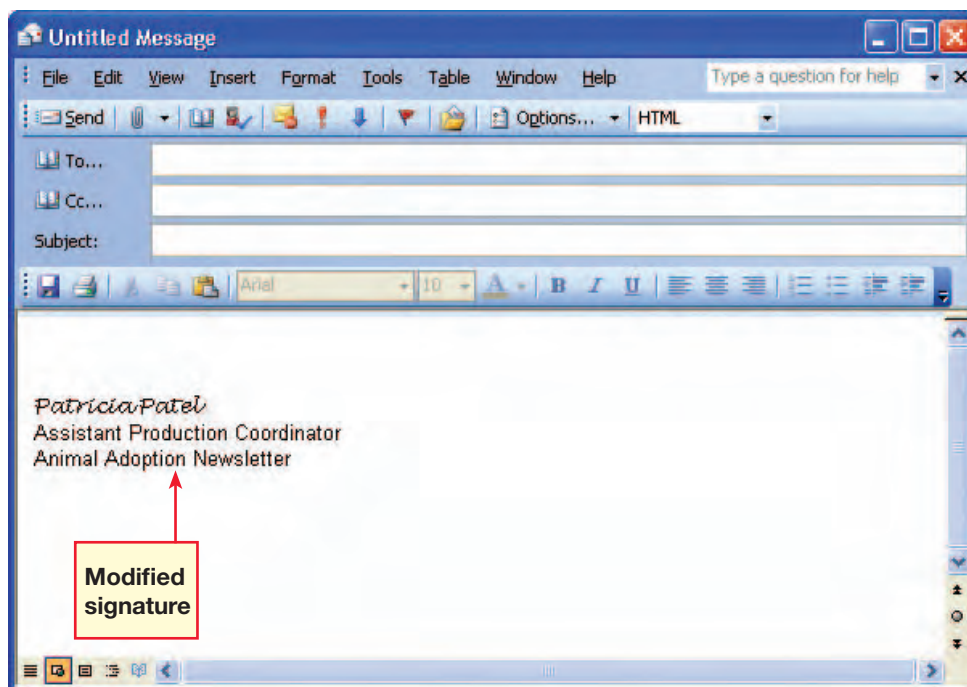 Untitled Message
File Edit View Insert Format Tools Table Window Help Type a question for help
Send Options... HTML
To...
Cc...
Subject:
Arial 10 A B I U
Patricia Patel
Assistant Production Coordinator
Animal Adoption Newsletter
Modified
signature